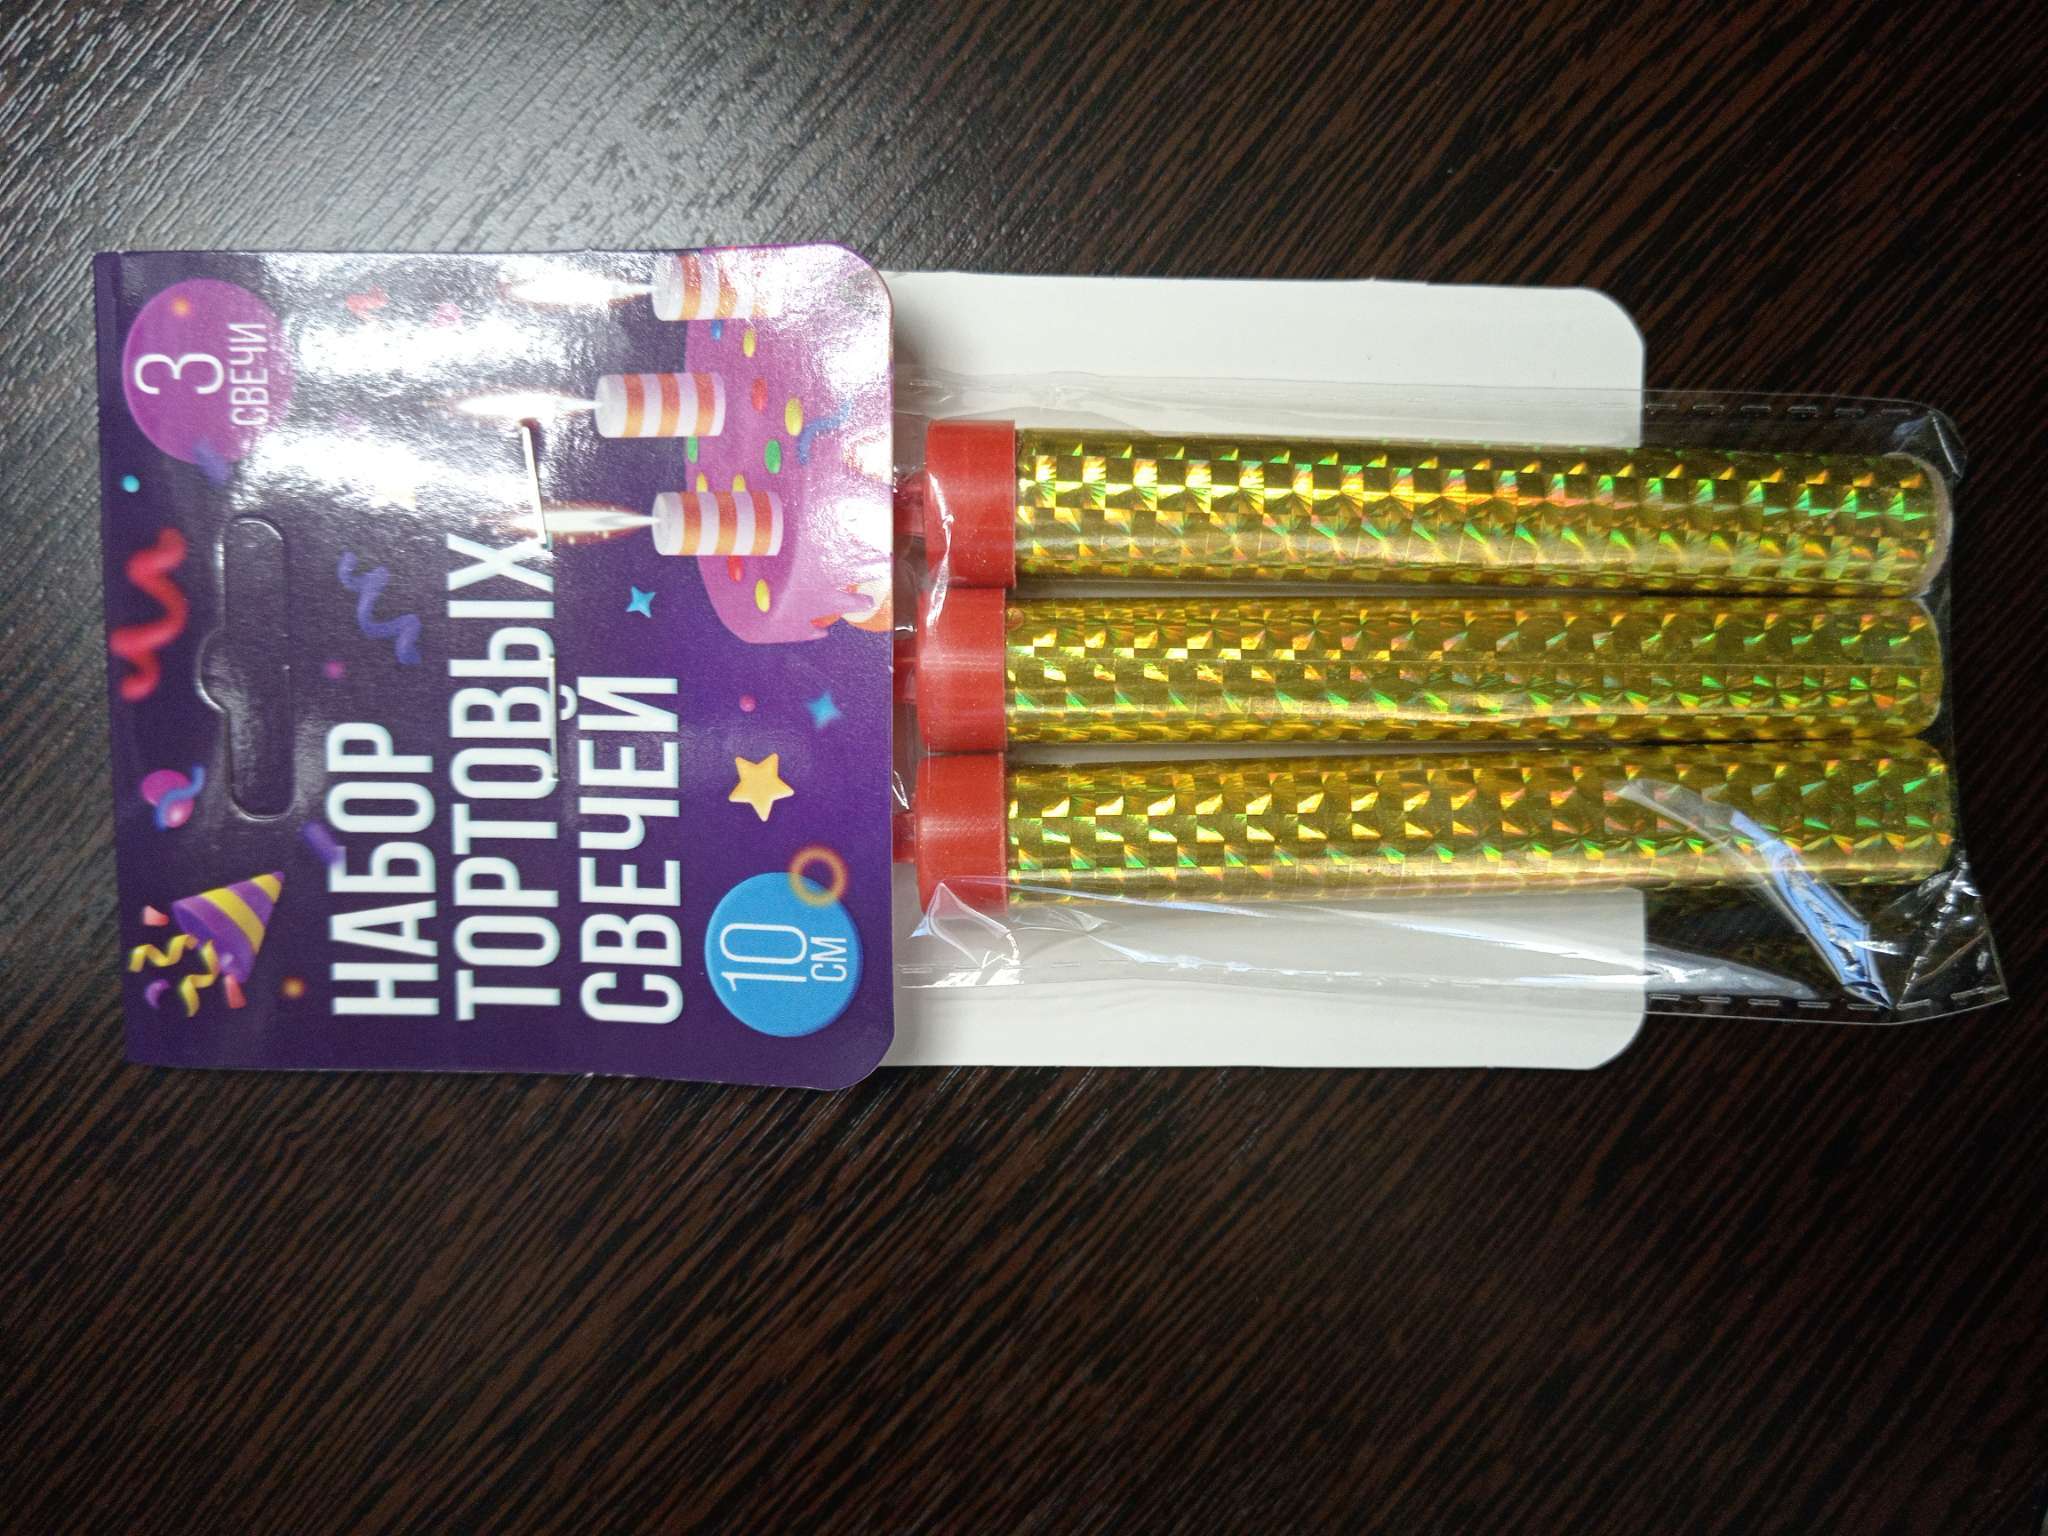 3
СВЕЧИ
НАБОР
ТОРТОВЫХ
СВЕЧЕЙ
10
СМ